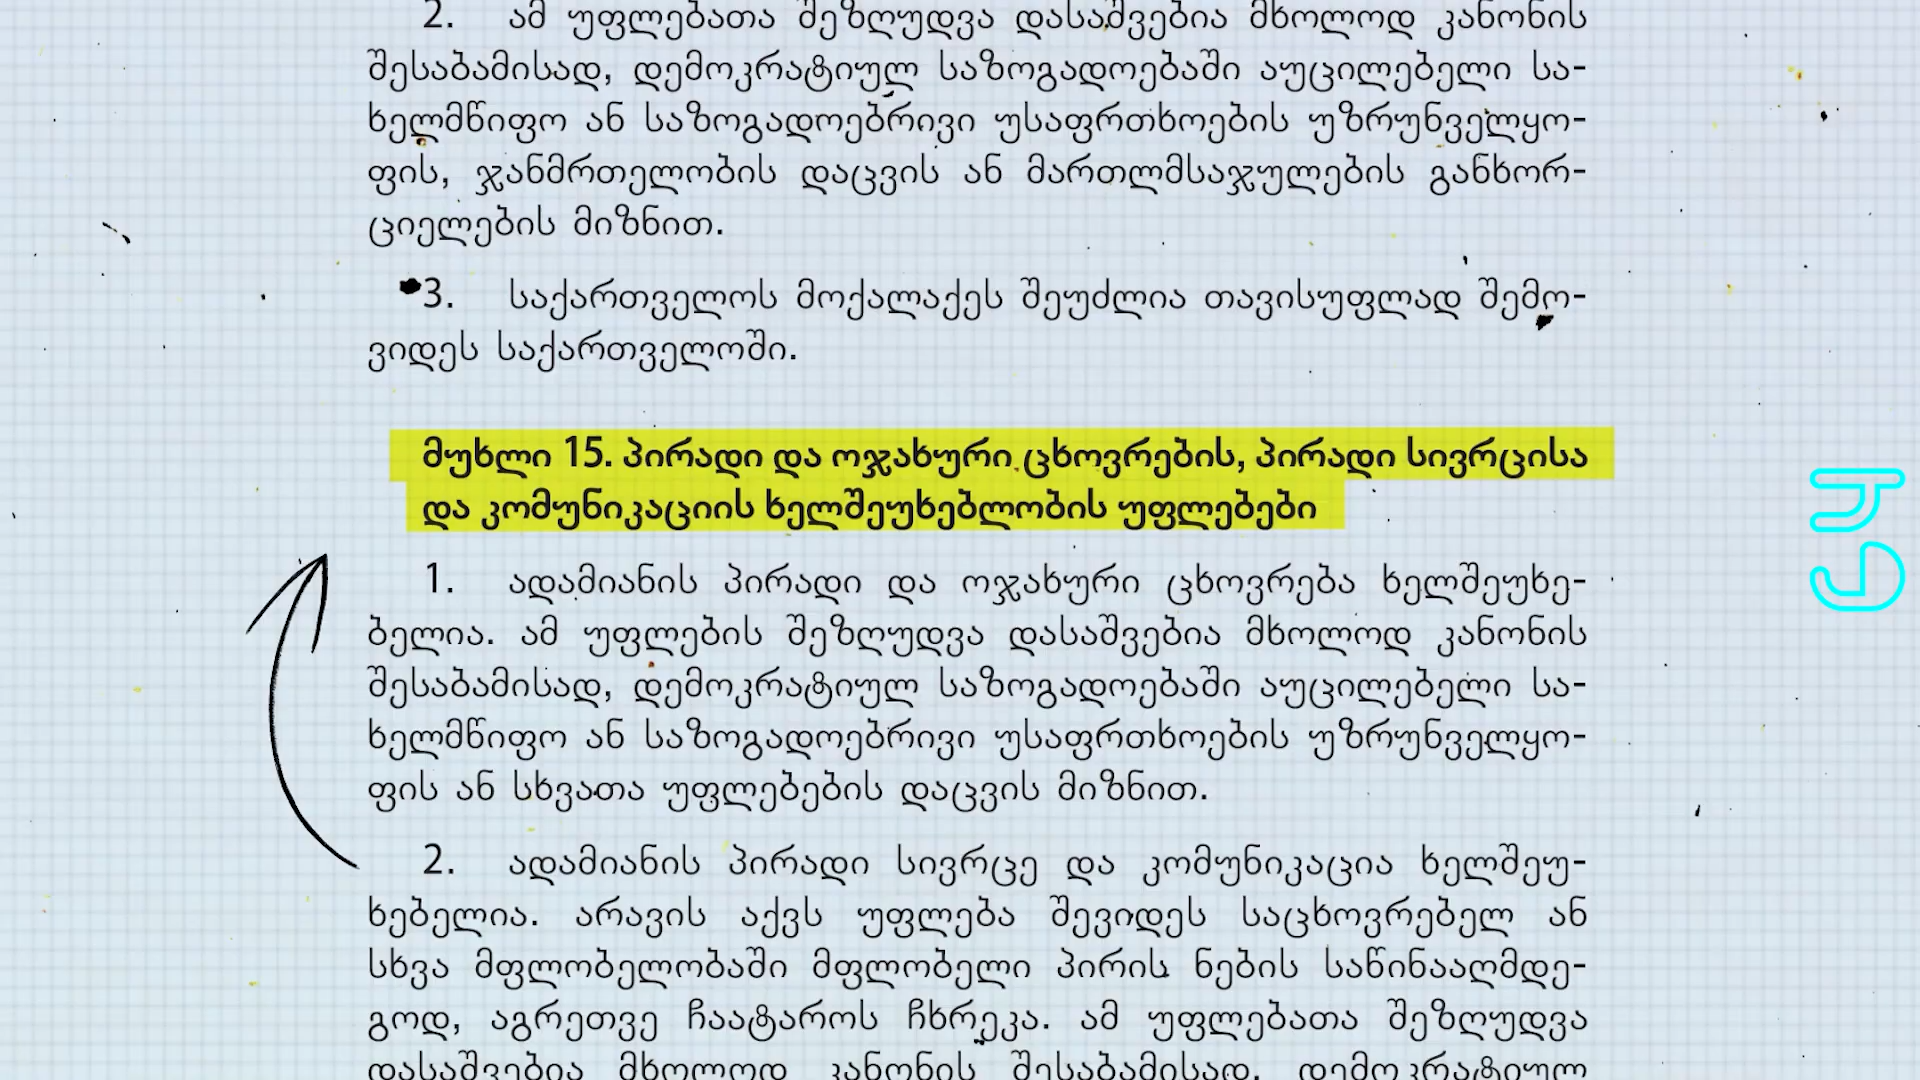 2. ამ უფლებათა შეზღუდვა დასაშვებია მხოლოდ კანონის
შესაბამისად, დემოკრატიულ საზოგადოებაში აუცილებელი სა-
ხელმწიფო ან საზოგადოებრივი უსაფრთხოების უზრუნველყო-
ფის, ჯანმრთელობის დაცვის ან მართლმსაჯულების განხორ-
ციელების მიზნით.
3. საქართველოს მოქალაქეს შეუძლია თავისუფლად შემო-
ვიდეს საქართველოში.
მუხლი 15. პირადი და ოჯახური ცხოვრების, პირადი სივრცისა
და კომუნიკაციის ხელშეუხებლობის უფლებები
1. ადამიანის პირადი და ოჯახური ცხოვრება ხელშეუხე-
ბელია. ამ უფლების შეზღუდვა დასაშვებია მხოლოდ კანონის
შესაბამისად, დემოკრატიულ საზოგადოებაში აუცილებელი სა-
ხელმწიფო ან საზოგადოებრივი უსაფრთხოების უზრუნველყო-
ფის ან სხვათა უფლებების დაცვის მიზნით.
2. ადამიანის პირადი სივრცე და კომუნიკაცია ხელშეუ-
ხებელია. არავის აქვს უფლება შევიდეს საცხოვრებელ ან
სხვა მფლობელობაში მფლობელი პირის ნების საწინააღმდე-
გოდ, აგრეთვე ჩაატაროს ჩხრეკა. ამ უფლებათა შეზღუდვა
დასაშვებია მხოლოდ კანონის შესაბამისად, დემოკრატიულ